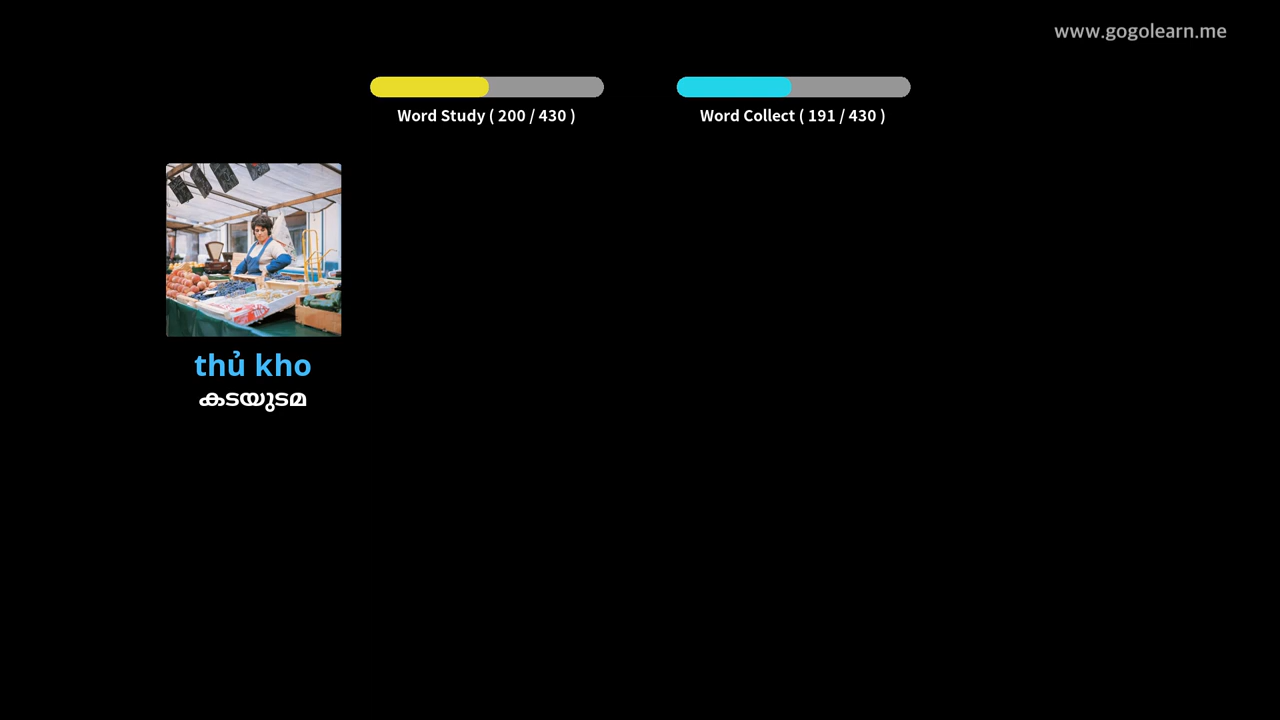 www.gogolearn.me
Word Study ( 200 / 430 )
Word Collect ( 191 / 430 )
thủ kho
കടയുടമ